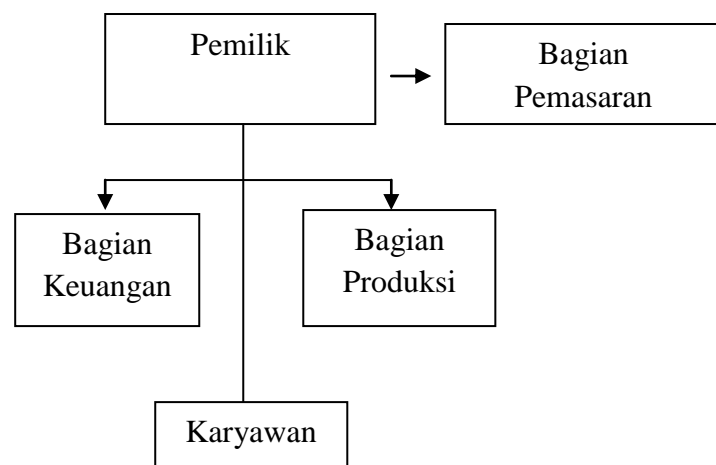 Pemilik
Bagian
Pemasaran
Bagian
Keuangan
Bagian
Produksi
Karyawan